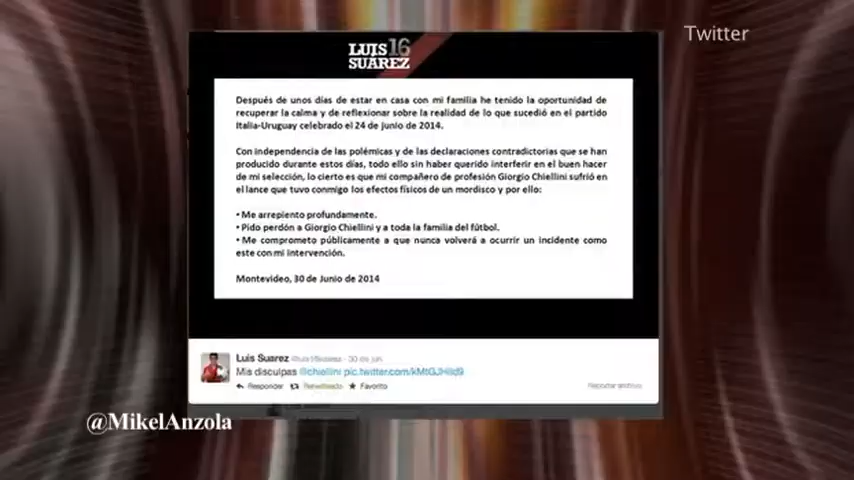 Twitter
LUIS 16
SUAREZ
Después de unos días de estar en casa con mi familia he tenido la oportunidad de
recuperar la calma y de reflexionar sobre la realidad de lo que sucedió en el partido
Italia-Uruguay celebrado el 24 de junio de 2014.
Con independencia de las polémicas y de las declaraciones contradictorias que se han
producido durante estos días, todo ello sin haber querido interferir en el buen hacer
de mi selección, lo cierto es que mi compañero de profesión Giorgio Chiellini sufrió en
el lance que tuvo conmigo los efectos físicos de un mordisco y por ello:
• Me arrepiento profundamente.
• Pido perdón a Giorgio Chiellini y a toda la familia del fútbol.
• Me comprometo públicamente a que nunca volverá a ocurrir un incidente como
este con mi intervención.
Montevideo, 30 de Junio de 2014
Luis Suarez - 30 de jun
Mis disculpas @chiellini
Responder Retwitteado Favorito
@MikelAnzola